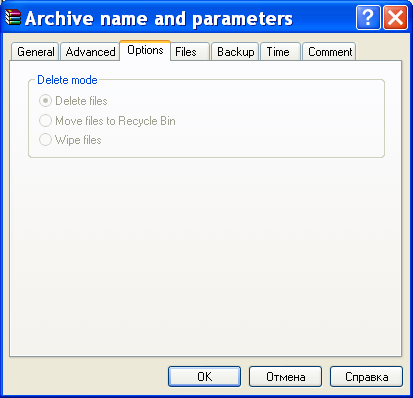 Archive name and parameters
General Advanced Options Files Backup Time Comment
Delete mode
Delete files
Move files to Recycle Bin
Wipe files
OK Отмена Справка